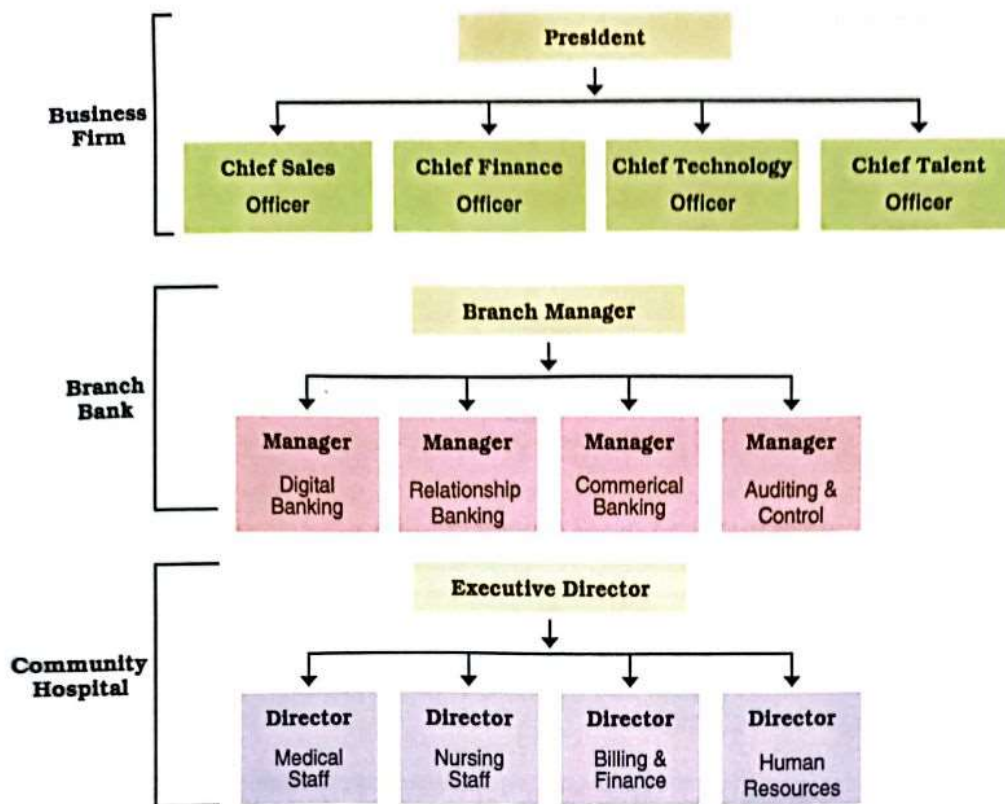 President
Business
Firm
Chief Sales
Officer
Chief Finance
Officer
Chief Technology
Officer
Chief Talent
Officer
Branch Manager
Branch
Bank
Manager
Digital
Banking
Manager
Relationship
Banking
Manager
Commerical
Banking
Manager
Auditing &
Control
Executive Director
Community
Hospital
Director
Medical
Staff
Director
Nursing
Staff
Director
Billing &
Finance
Director
Human
Resources